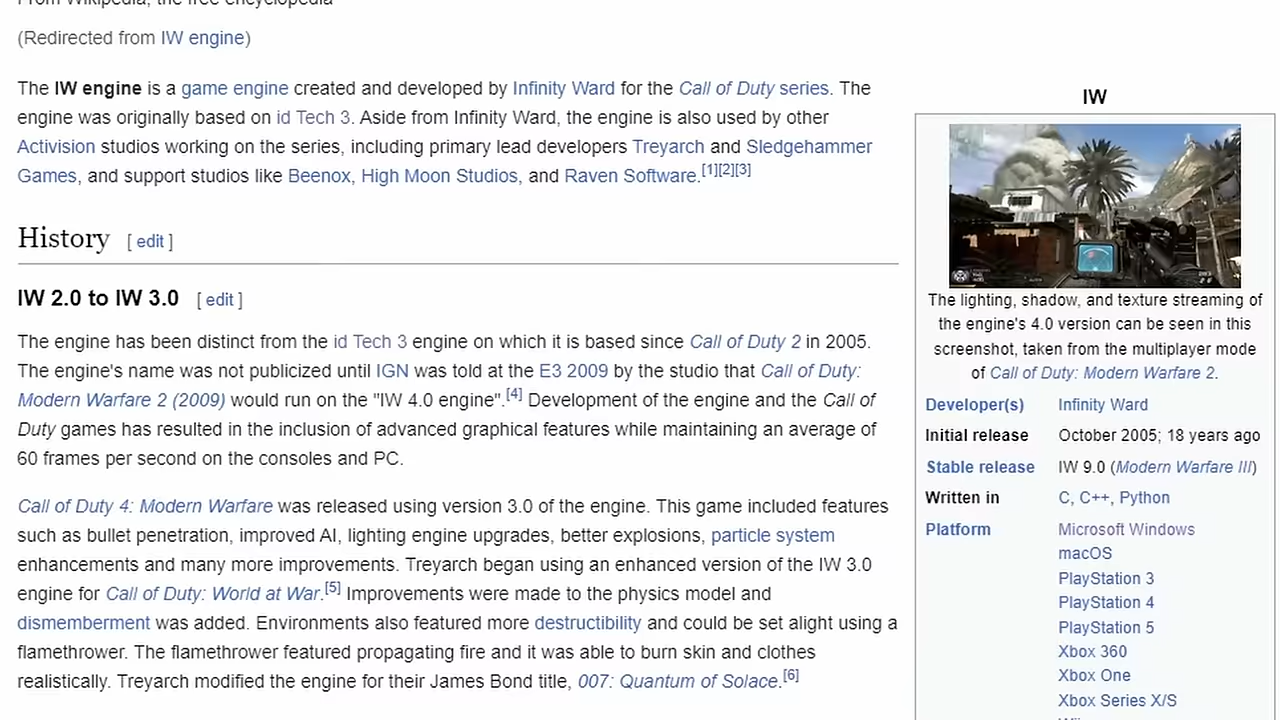 From Wikipedia, the free encyclopedia
(Redirected from IW engine)
The IW engine is a game engine created and developed by Infinity Ward for the Call of Duty series. The
engine was originally based on id Tech 3. Aside from Infinity Ward, the engine is also used by other
Activision studios working on the series, including primary lead developers Treyarch and Sledgehammer
Games, and support studios like Beenox, High Moon Studios, and Raven Software.[1][2][3]
History [ edit ]
IW 2.0 to IW 3.0 [ edit ]
The engine has been distinct from the id Tech 3 engine on which it is based since Call of Duty 2 in 2005.
The engine's name was not publicized until IGN was told at the E3 2009 by the studio that Call of Duty:
Modern Warfare 2 (2009) would run on the "IW 4.0 engine".[4] Development of the engine and the Call of
Duty games has resulted in the inclusion of advanced graphical features while maintaining an average of
60 frames per second on the consoles and PC.
Call of Duty 4: Modern Warfare was released using version 3.0 of the engine. This game included features
such as bullet penetration, improved AI, lighting engine upgrades, better explosions, particle system
enhancements and many more improvements. Treyarch began using an enhanced version of the IW 3.0
engine for Call of Duty: World at War.[5] Improvements were made to the physics model and
dismemberment was added. Environments also featured more destructibility and could be set alight using a
flamethrower. The flamethrower featured propagating fire and it was able to burn skin and clothes
realistically. Treyarch modified the engine for their James Bond title, 007: Quantum of Solace.[6]
IW
The lighting, shadow, and texture streaming of
the engine's 4.0 version can be seen in this
screenshot, taken from the multiplayer mode
of Call of Duty: Modern Warfare 2.
Developer(s) Infinity Ward
Initial release October 2005; 18 years ago
Stable release IW 9.0 (Modern Warfare III)
Written in C, C++, Python
Platform Microsoft Windows
macOS
PlayStation 3
PlayStation 4
PlayStation 5
Xbox 360
Xbox One
Xbox Series X/S